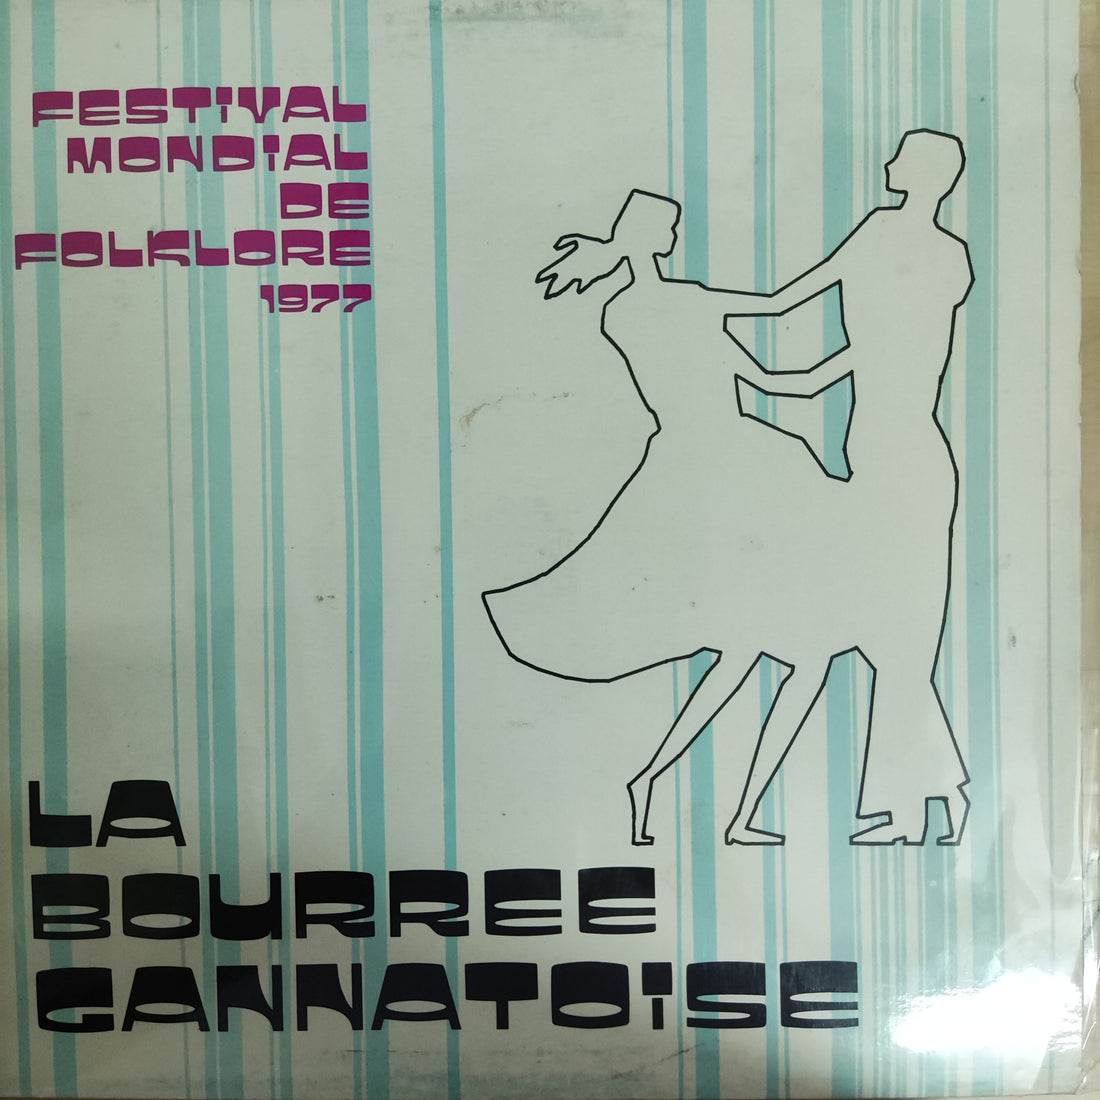 FESTIVAL
MONDIAL
DE
FOLKLORE
1977
LA
BOURREE
GANNATOISE